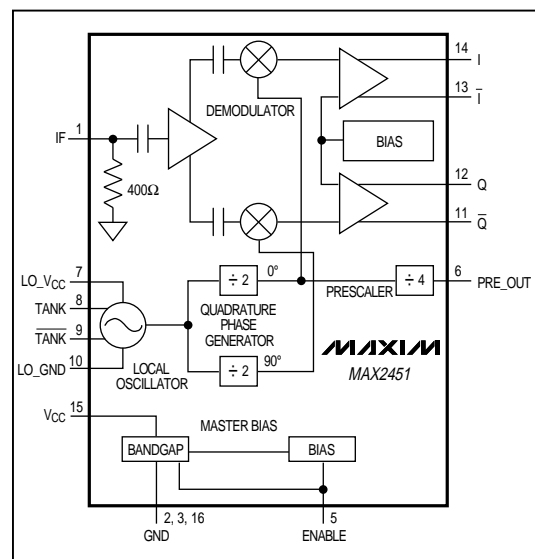 14
I
13
I̅
DEMODULATOR
IF 1
BIAS
400Ω
12
Q
11
Q̅
7
LO_VCC
÷ 2
0°
÷ 4
6
PRE_OUT
8
TANK
PRESCALER
QUADRATURE
PHASE
GENERATOR
9
T̅A̅N̅K̅
10
LO_GND
LOCAL
OSCILLATOR
÷ 2
90°
MAXIM
MAX2451
VCC 15
MASTER BIAS
BANDGAP
BIAS
2, 3, 16
GND
5
ENABLE